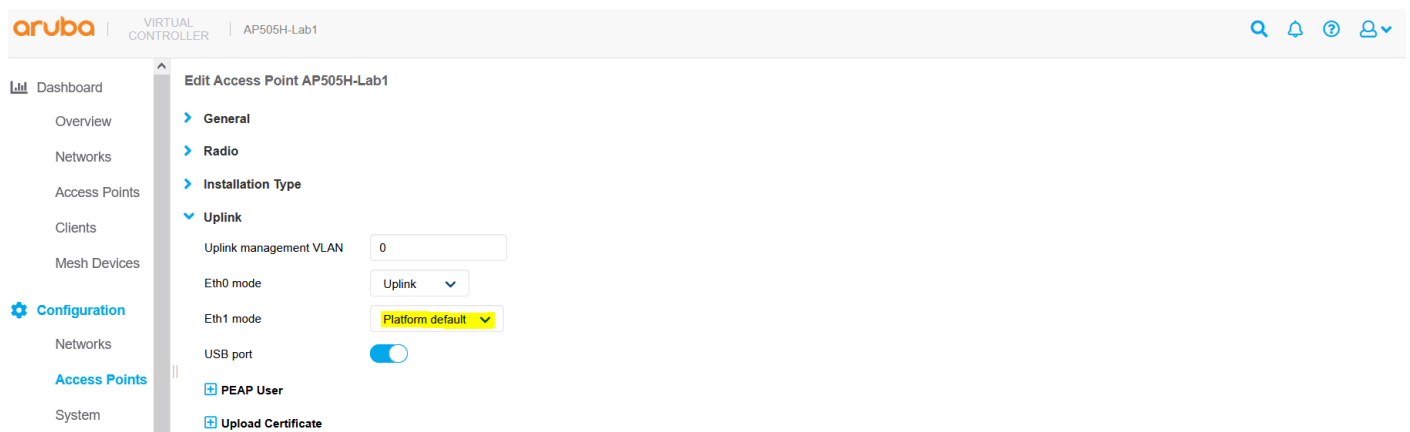 aruba
VIRTUAL
CONTROLLER
AP505H-Lab1
Dashboard
Overview
Networks
Access Points
Clients
Mesh Devices
Configuration
Networks
Access Points
System
Edit Access Point AP505H-Lab1
General
Radio
Installation Type
Uplink
Uplink management VLAN 0
Eth0 mode Uplink
Eth1 mode Platform default
USB port
PEAP User
Upload Certificate